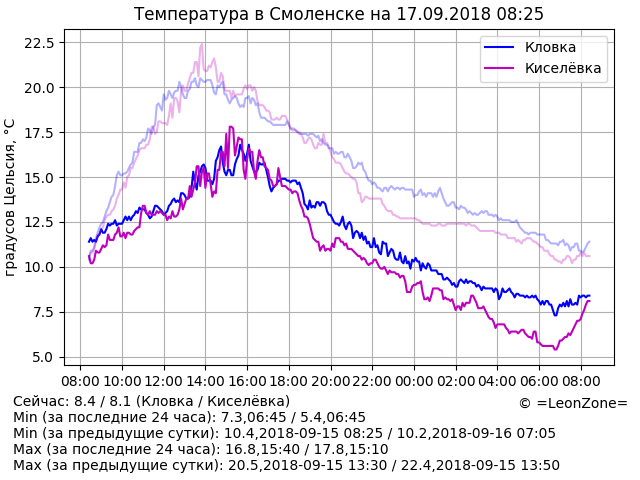 Температура в Смоленске на 17.09.2018 08:25
Кловка
Киселёвка
градусов Цельсия, °C
22.5
20.0
17.5
15.0
12.5
10.0
7.5
5.0
08:00 10:00 12:00 14:00 16:00 18:00 20:00 22:00 00:00 02:00 04:00 06:00 08:00
Сейчас: 8.4 / 8.1 (Кловка / Киселёвка)
© =LeonZone=
Min (за последние 24 часа): 7.3,06:45 / 5.4,06:45
Min (за предыдущие сутки): 10.4,2018-09-15 08:25 / 10.2,2018-09-16 07:05
Max (за последние 24 часа): 16.8,15:40 / 17.8,15:10
Max (за предыдущие сутки): 20.5,2018-09-15 13:30 / 22.4,2018-09-15 13:50